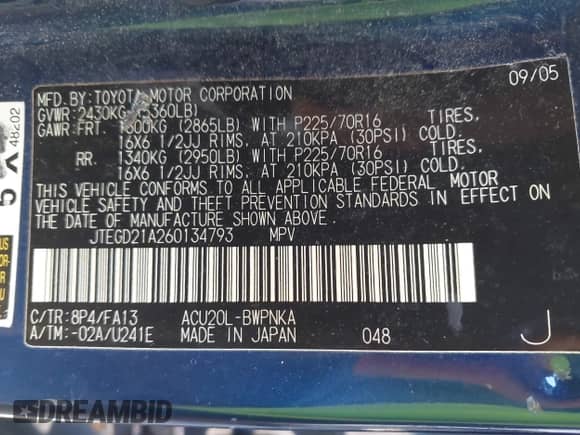 09/05
MFD.BY:TOYOTA MOTOR CORPORATION
GVWR:2430KG(5360LB)
GAWR:FRT. 1300KG (2865LB) WITH P225/70R16 TIRES,
16X6 1/2JJ RIMS, AT 210KPA (30PSI) COLD.
RR. 1340KG (2950LB) WITH P225/70R16 TIRES,
16X6 1/2JJ RIMS, AT 210KPA (30PSI) COLD.
THIS VEHICLE CONFORMS TO ALL APPLICABLE FEDERAL MOTOR
VEHICLE SAFETY AND THEFT PREVENTION STANDARDS IN EFFECT ON
THE DATE OF MANUFACTURE SHOWN ABOVE.
JTEGD21A260134793 MPV
C/TR:8P4/FA13 ACU20L-BWPNKA
A/TM:-02A/U241E MADE IN JAPAN 048 J
48202
5 X
DREAMBID